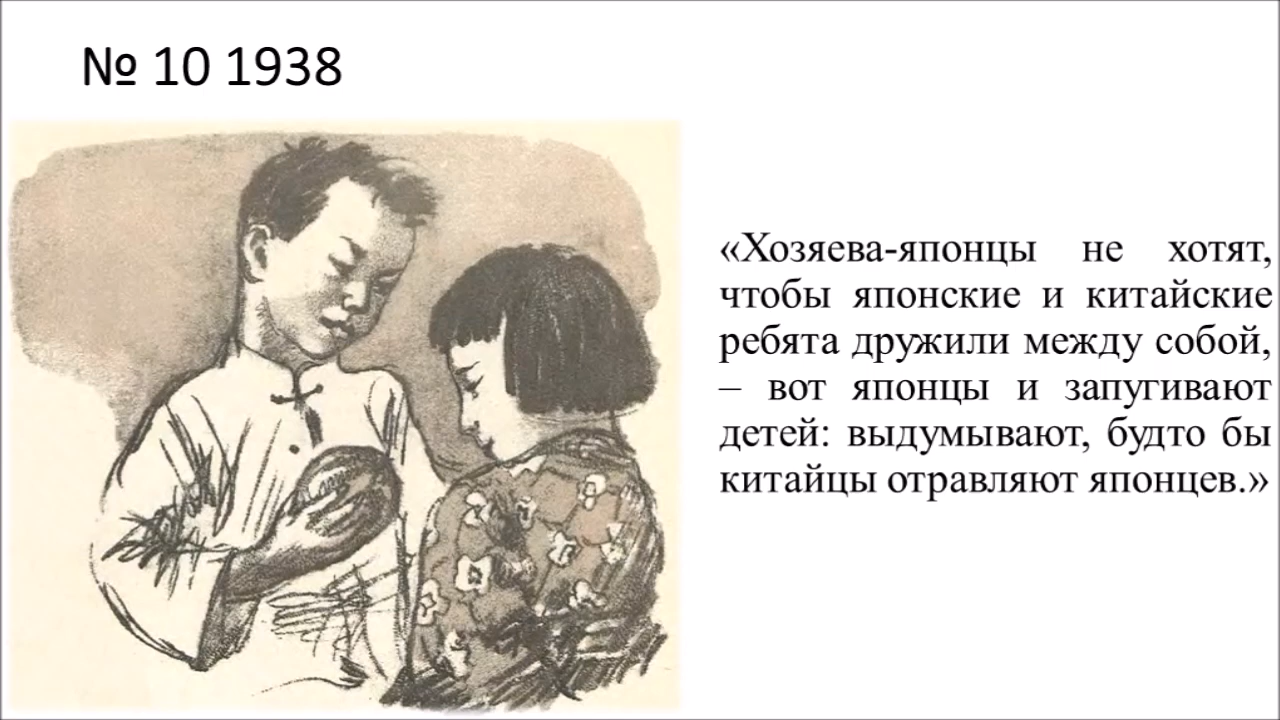 № 10 1938
«Хозяева-японцы не хотят,
чтобы японские и китайские
ребята дружили между собой,
– вот японцы и запугивают
детей: выдумывают, будто бы
китайцы отравляют японцев.»